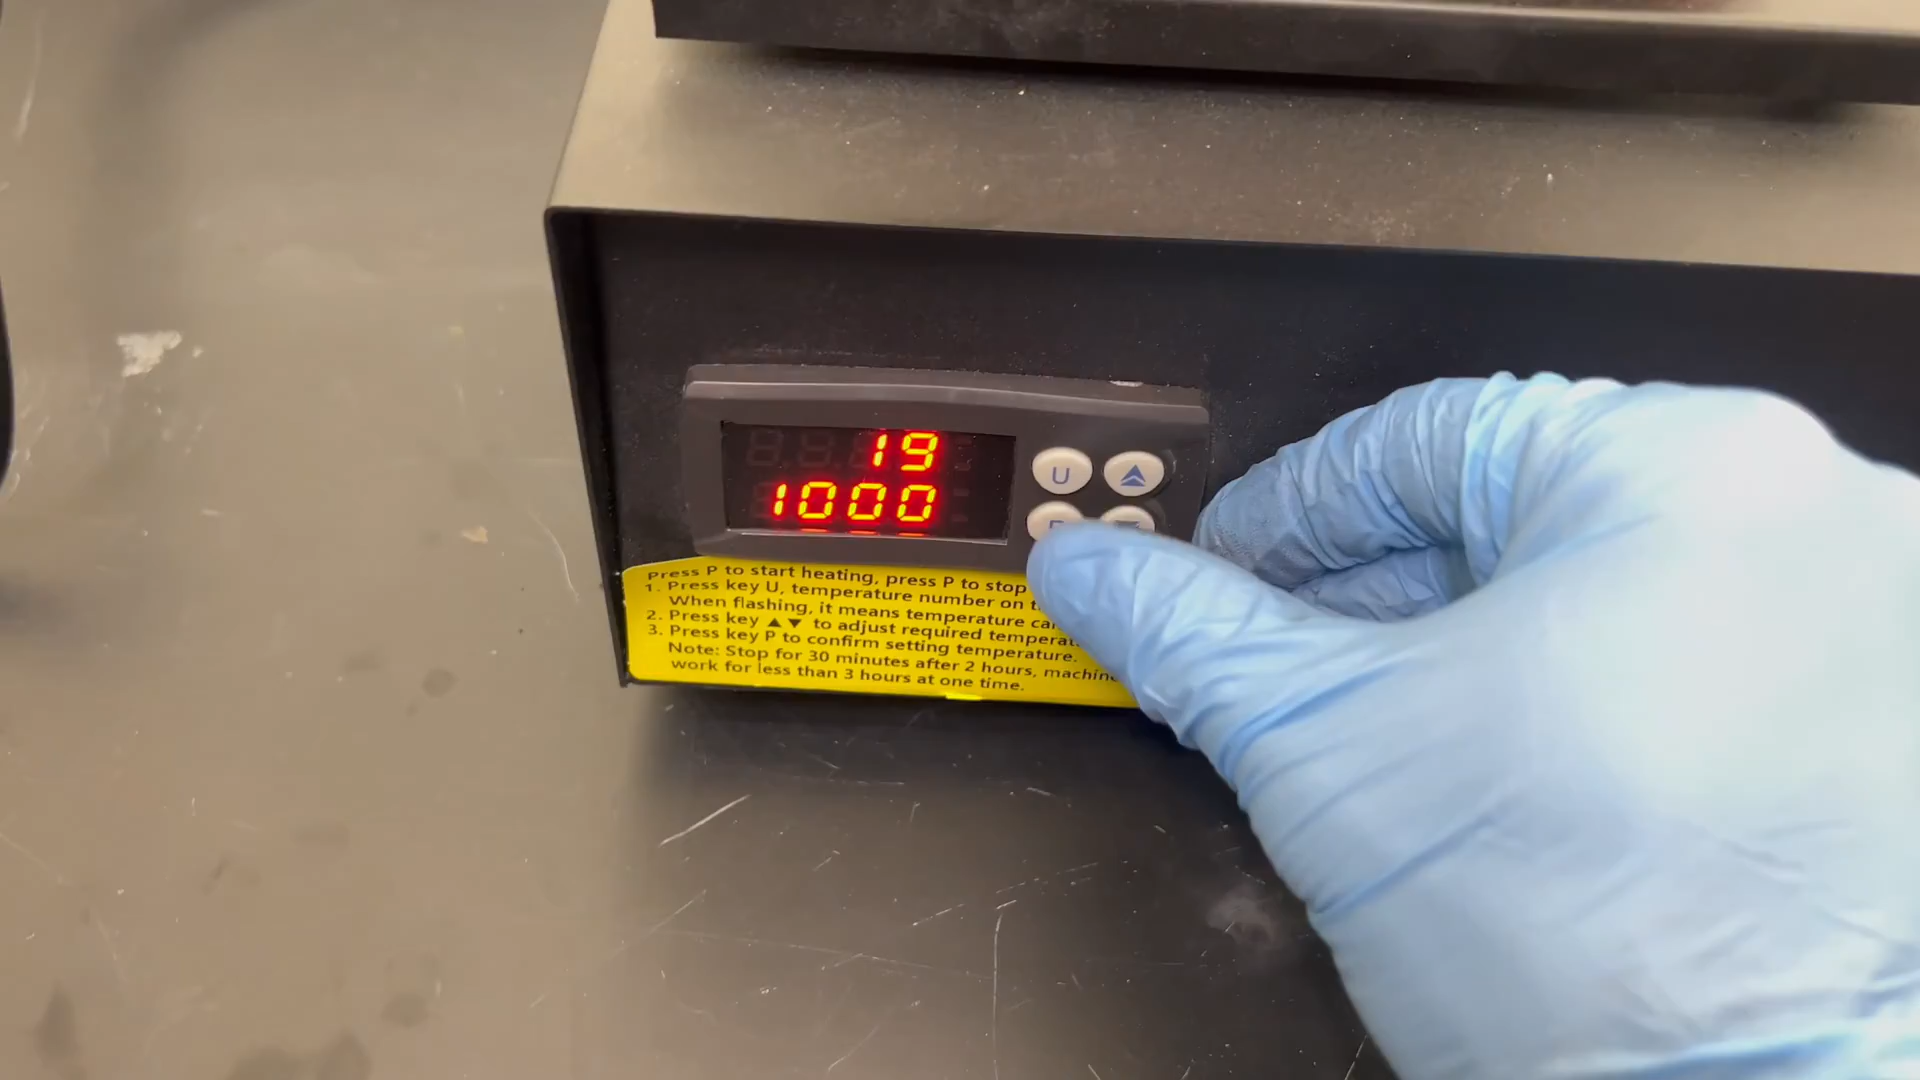 19
1000
U
Press P to start heating, press P to stop
1. Press key U, temperature number on
When flashing, it means temperature
2. Press key ▲▼ to adjust required
3. Press key P to confirm setting temperature.
Note: Stop for 30 minutes after 2 hours, machine
work for less than 3 hours at one time.